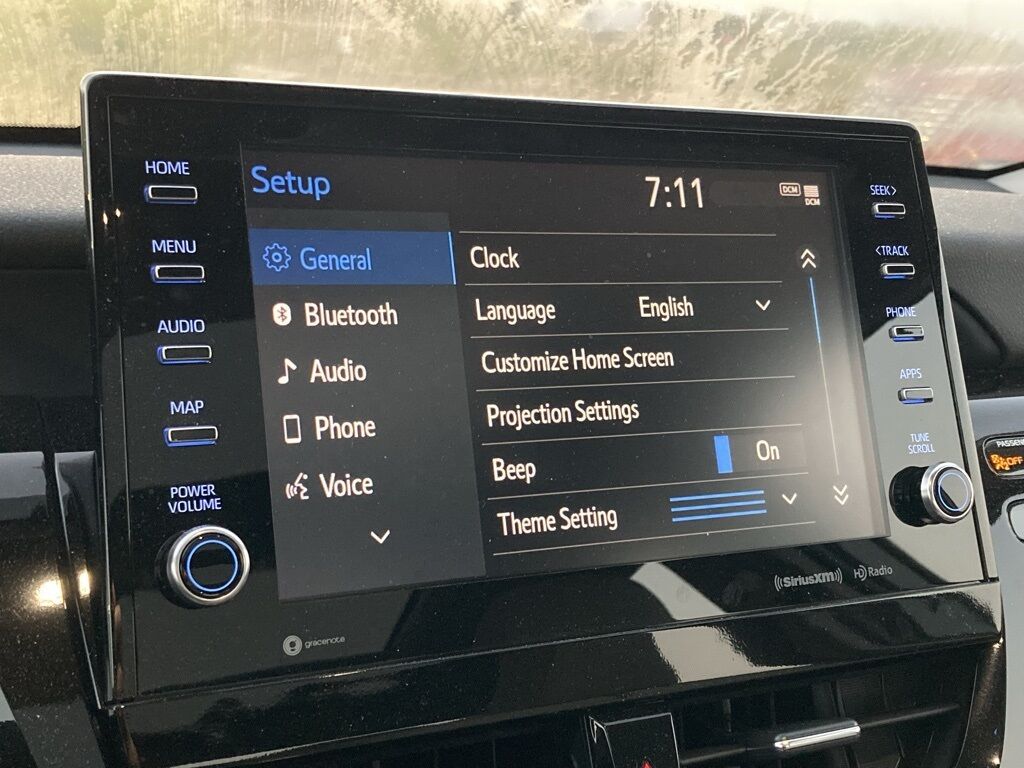 HOME
MENU
AUDIO
MAP
POWER
VOLUME
Setup
7:11
DCM
DCM
General
Bluetooth
Audio
Phone
Voice
Clock
Language English
Customize Home Screen
Projection Settings
Beep On
Theme Setting
SEEK>
<TRACK
PHONE
APPS
TUNE
SCROLL
gracenote
((SiriusXM))
HD Radio
OFF